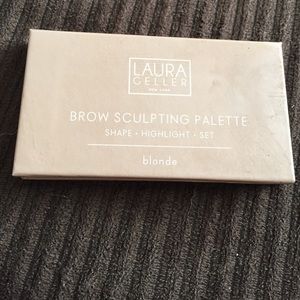 LAURA
GELLER
NEW YORK
BROW SCULPTING PALETTE
SHAPE • HIGHLIGHT • SET
blonde